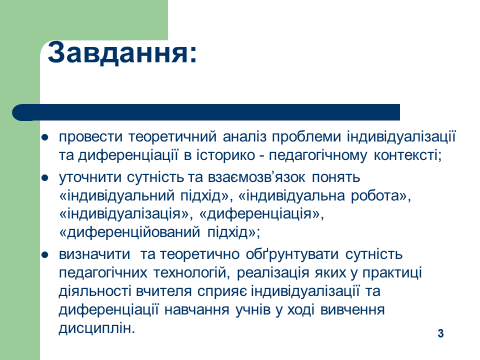 Завдання:
провести теоретичний аналіз проблеми індивідуалізації
та диференціації в історико - педагогічному контексті;
уточнити сутність та взаємозв’язок понять
«індивідуальний підхід», «індивідуальна робота»,
«індивідуалізація», «диференціація»,
«диференційований підхід»;
визначити та теоретично обґрунтувати сутність
педагогічних технологій, реалізація яких у практиці
діяльності вчителя сприяє індивідуалізації та
диференціації навчання учнів у ході вивчення
дисциплін.
3